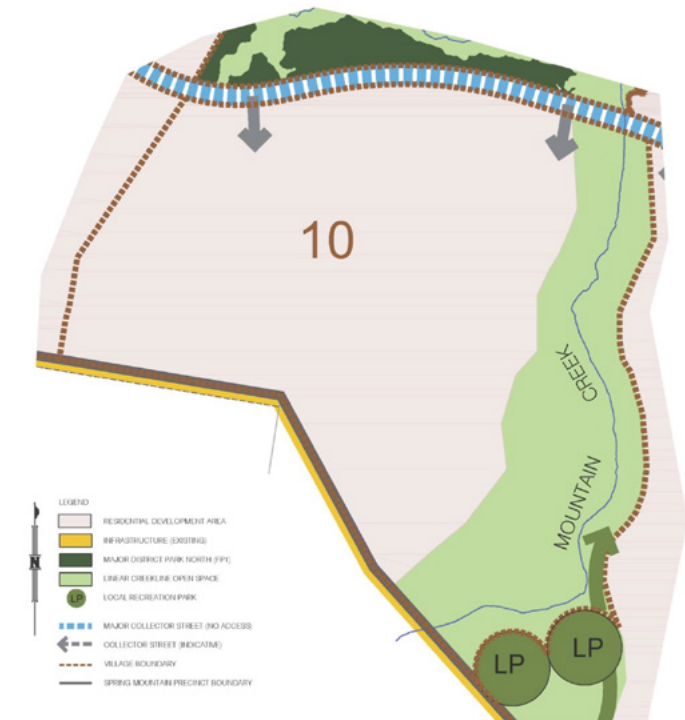 10
CREEK
MOUNTAIN
LP
LP
N
LEGEND
RESIDENTIAL DEVELOPMENT AREA
INFRASTRUCTURE (EXISTING)
MAJOR DISTRICT PARK NORTH (FP1)
LINEAR CREEKLINE OPEN SPACE
LP LOCAL RECREATION PARK
MAJOR COLLECTOR STREET (NO ACCESS)
COLLECTOR STREET (INDICATIVE)
VILLAGE BOUNDARY
SPRING MOUNTAIN PRECINCT BOUNDARY